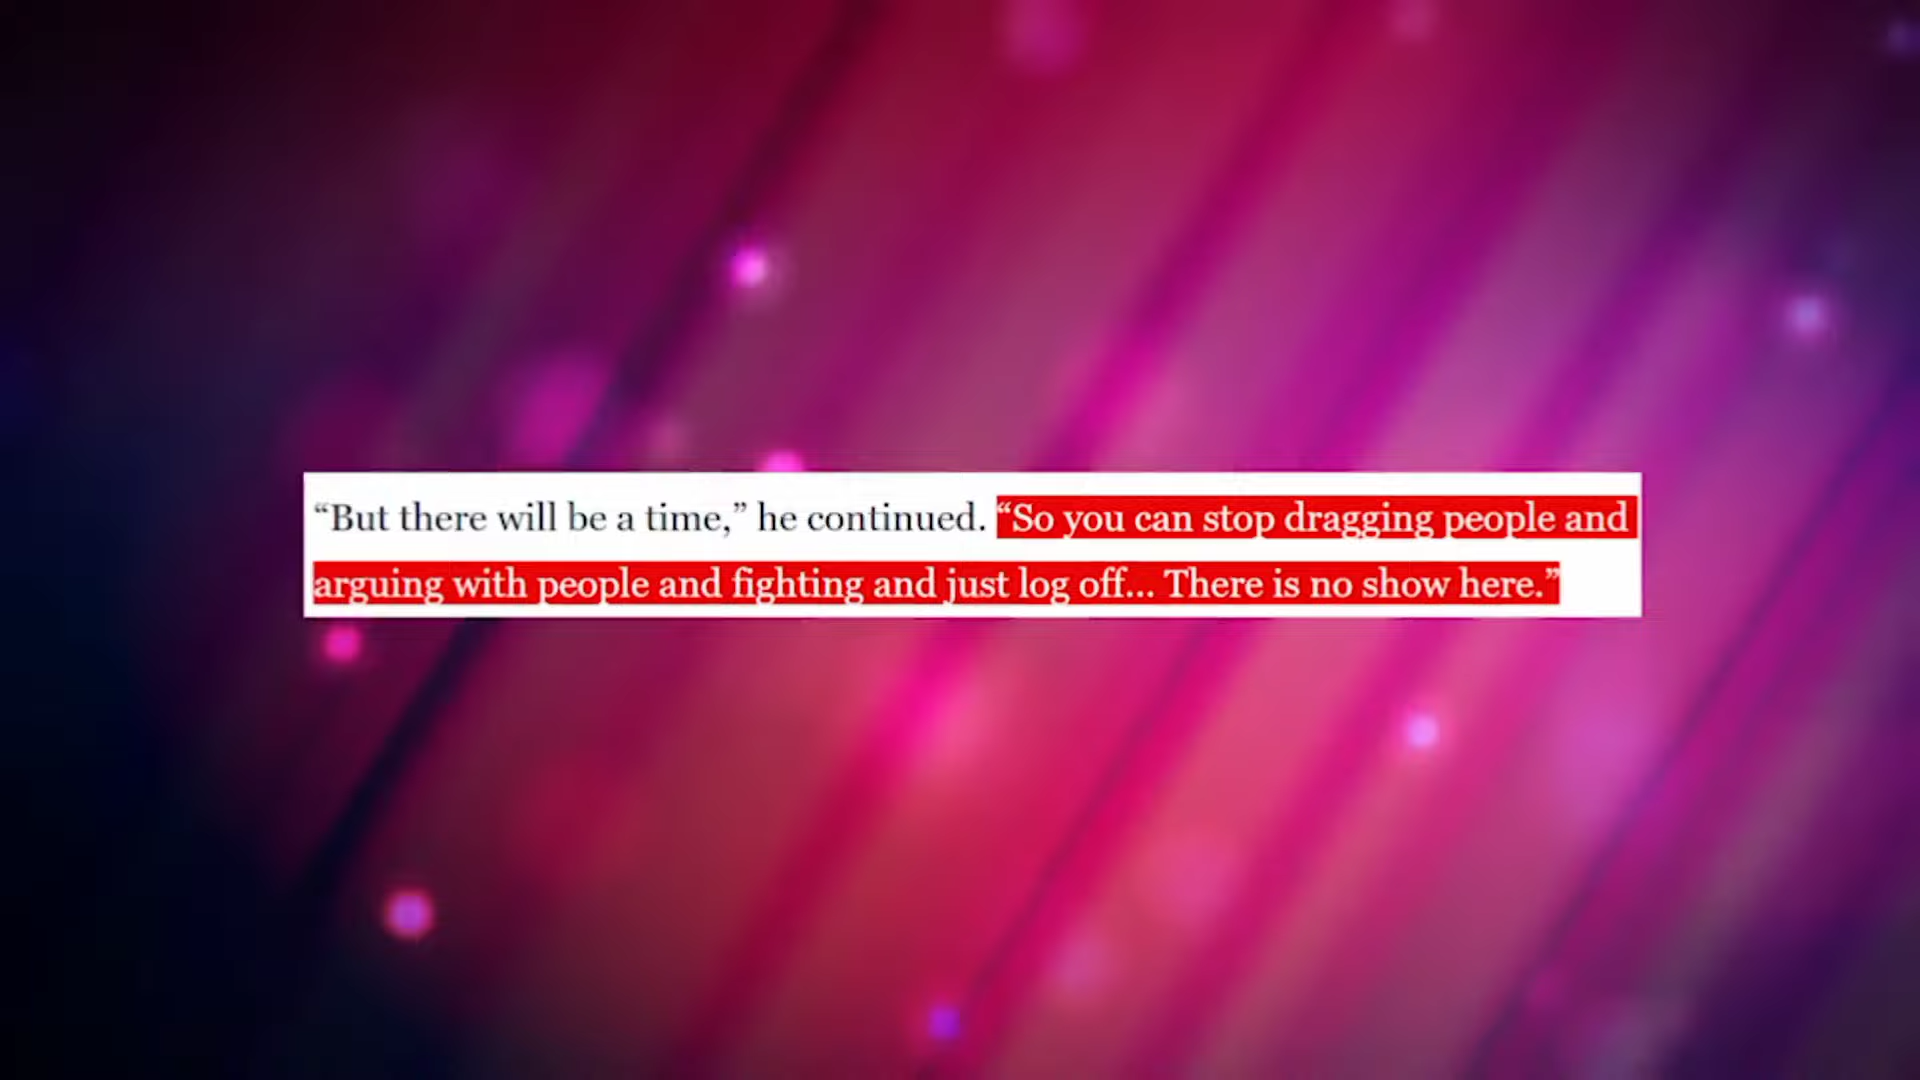 “But there will be a time,” he continued. “So you can stop dragging people and
arguing with people and fighting and just log off... There is no show here.”